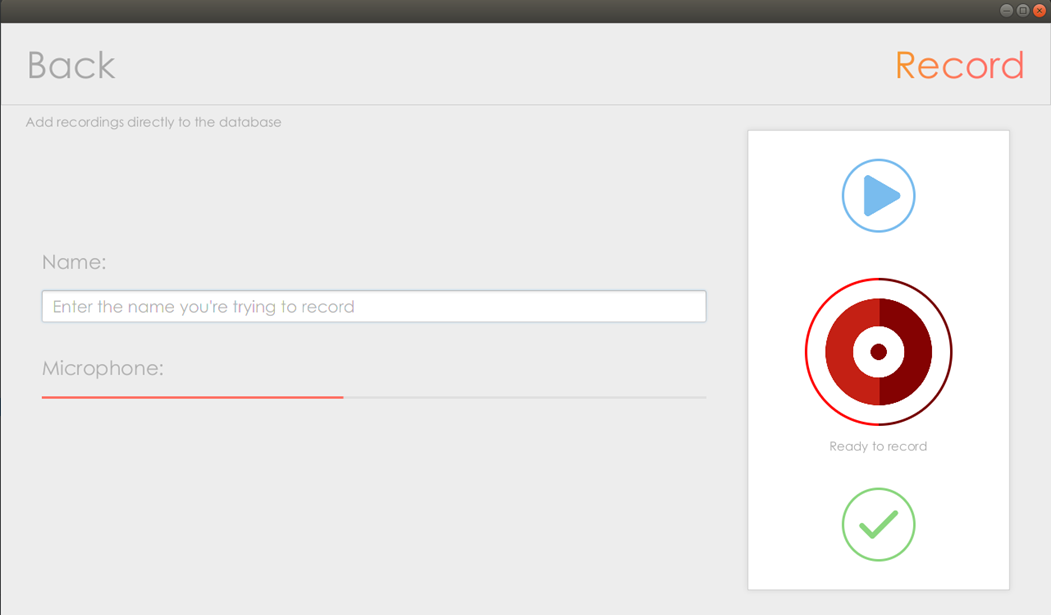 Back
Record
Add recordings directly to the database
Name:
Enter the name you're trying to record
Microphone:
Ready to record